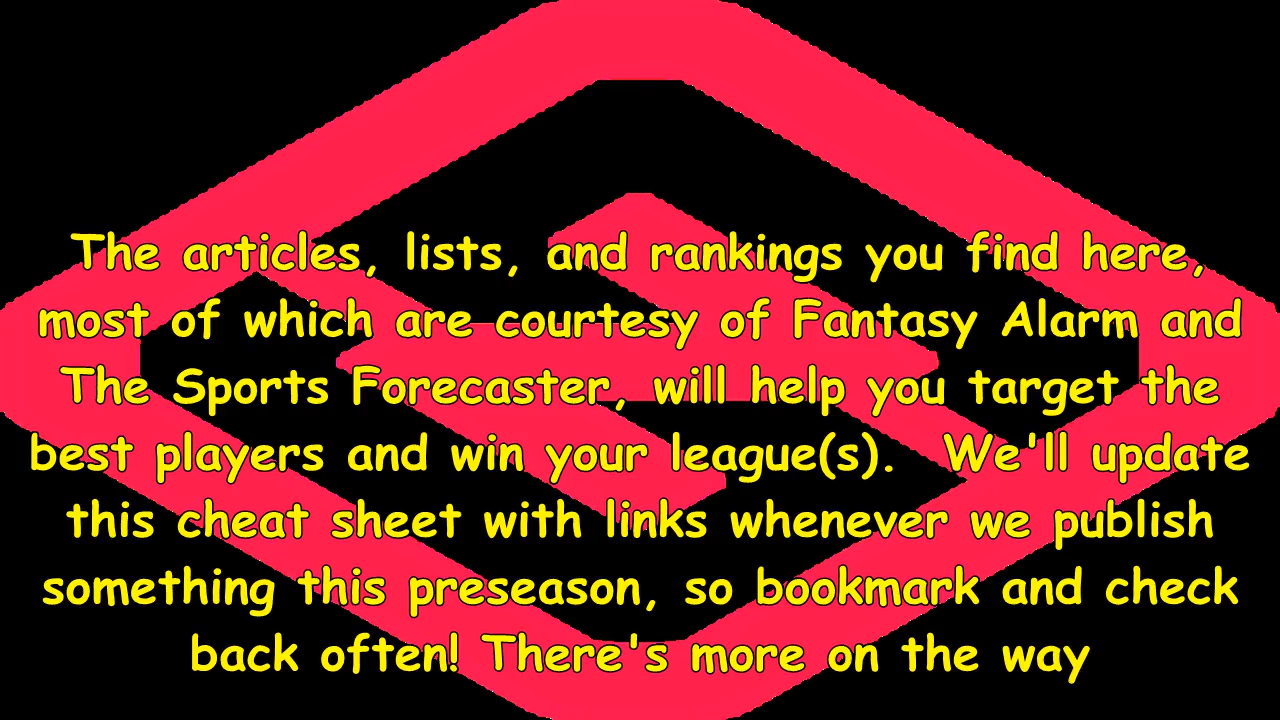 The articles, lists, and rankings you find here,
most of which are courtesy of Fantasy Alarm and
The Sports Forecaster, will help you target the
best players and win your league(s).  We'll update
this cheat sheet with links whenever we publish
something this preseason, so bookmark and check
back often! There's more on the way